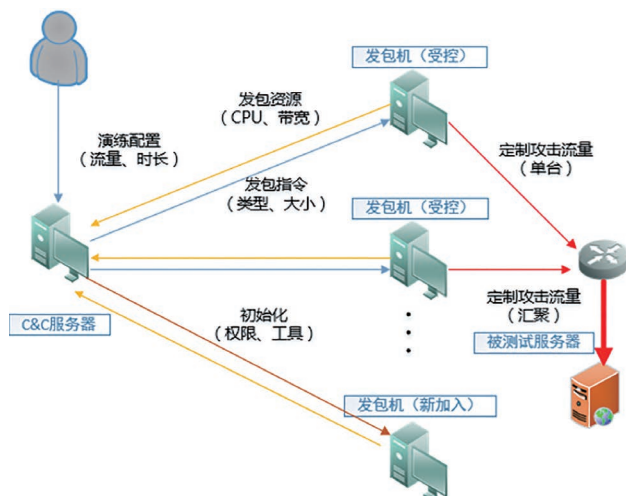 发包机（受控）
发包资源
（CPU、带宽）
演练配置
（流量、时长）
定制攻击流量
（单台）
发包指令
（类型、大小）
发包机（受控）
定制攻击流量
（汇聚）
初始化
（权限、工具）
C&C服务器
被测试服务器
发包机（新加入）